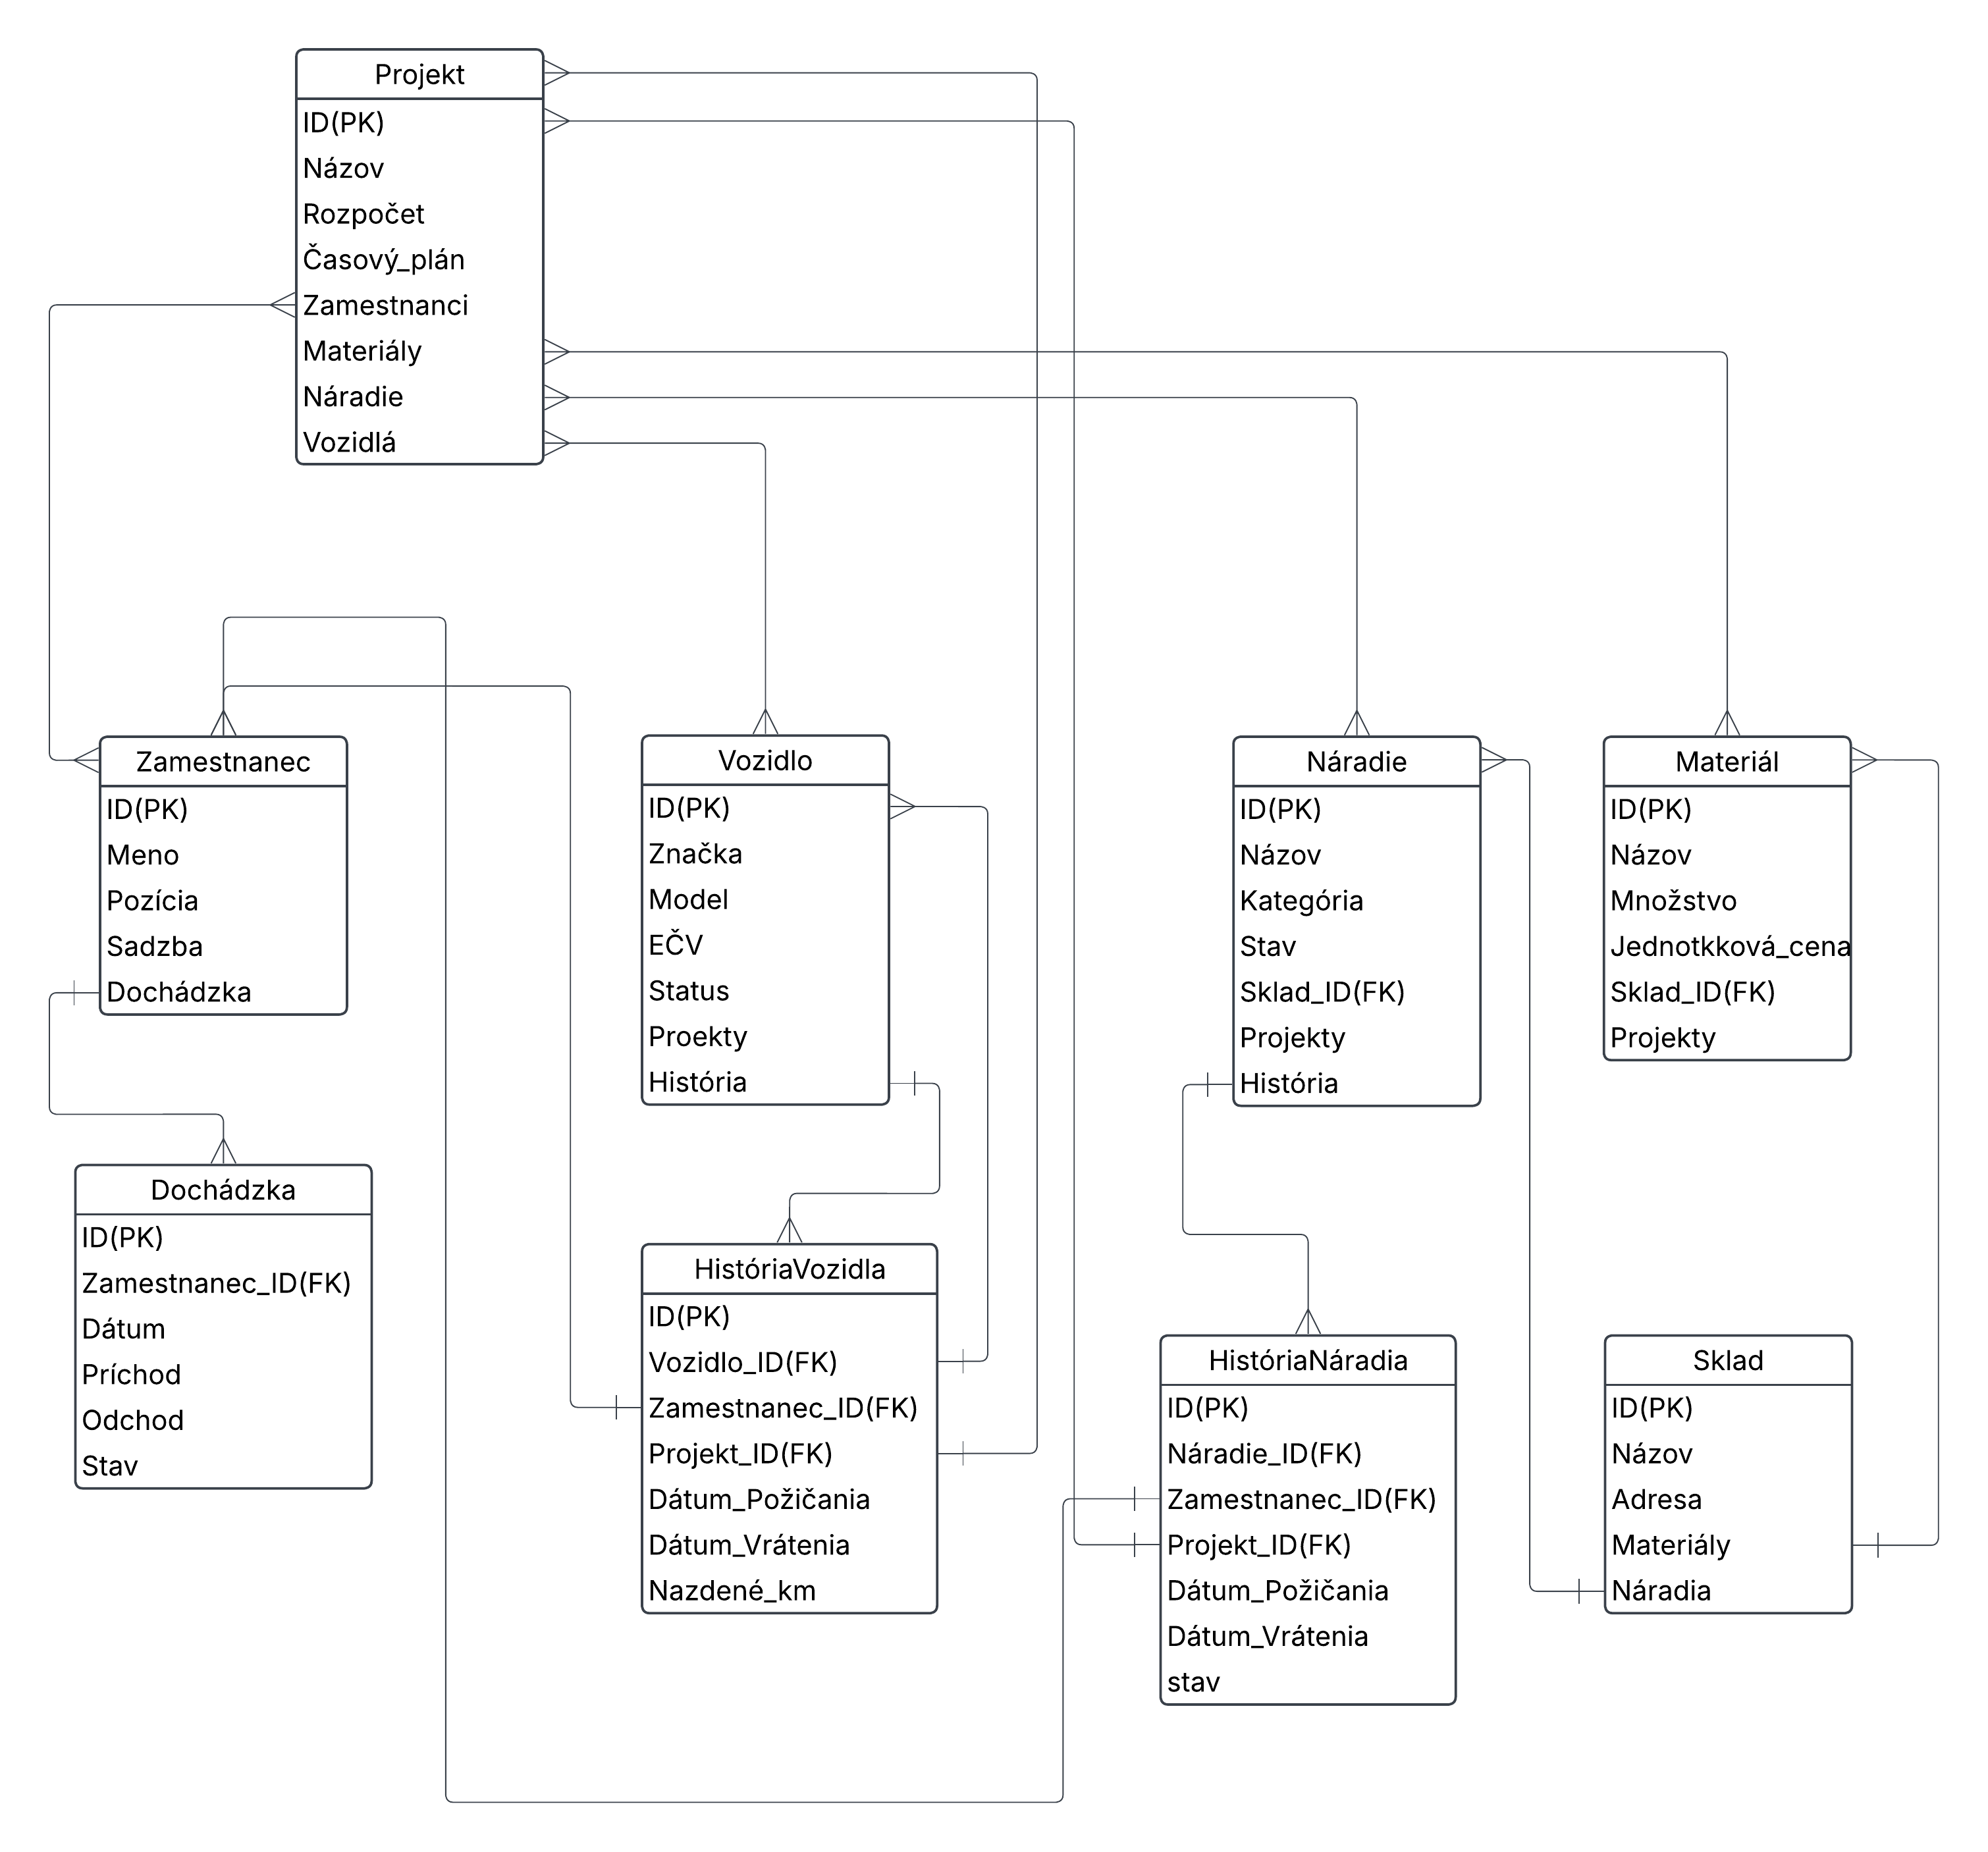 Projekt
ID(PK)
Názov
Rozpočet
Časový_plán
Zamestnanci
Materiály
Náradie
Vozidlá
Zamestnanec
ID(PK)
Meno
Pozícia
Sadzba
Dochádzka
Vozidlo
ID(PK)
Značka
Model
EČV
Status
Proekty
História
Náradie
ID(PK)
Názov
Kategória
Stav
Sklad_ID(FK)
Projekty
História
Materiál
ID(PK)
Názov
Množstvo
Jednotkková_cena
Sklad_ID(FK)
Projekty
Dochádzka
ID(PK)
Zamestnanec_ID(FK)
Dátum
Príchod
Odchod
Stav
HistóriaVozidla
ID(PK)
Vozidlo_ID(FK)
Zamestnanec_ID(FK)
Projekt_ID(FK)
Dátum_Požičania
Dátum_Vrátenia
Nazdené_km
HistóriaNáradia
ID(PK)
Náradie_ID(FK)
Zamestnanec_ID(FK)
Projekt_ID(FK)
Dátum_Požičania
Dátum_Vrátenia
stav
Sklad
ID(PK)
Názov
Adresa
Materiály
Náradia